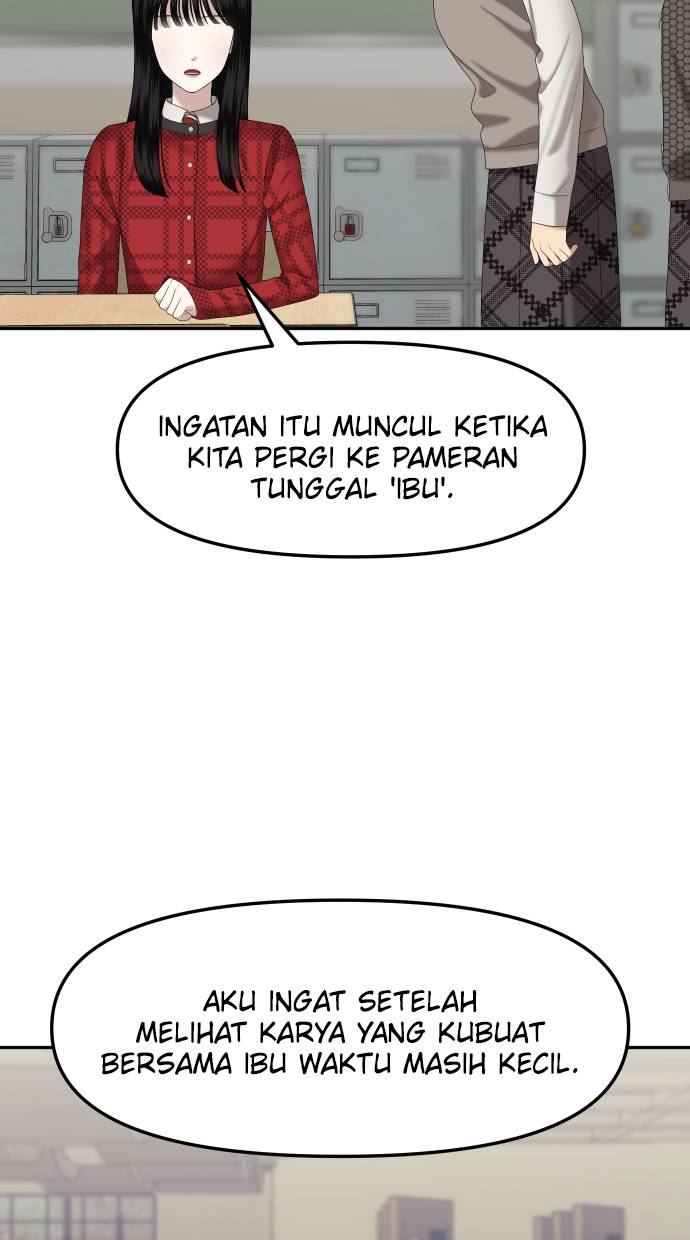 INGATAN ITU MUNCUL KETIKA
KITA PERGI KE PAMERAN
TUNGGAL 'IBU'.
AKU INGAT SETELAH
MELIHAT KARYA YANG KUBUAT
BERSAMA IBU WAKTU MASIH KECIL.